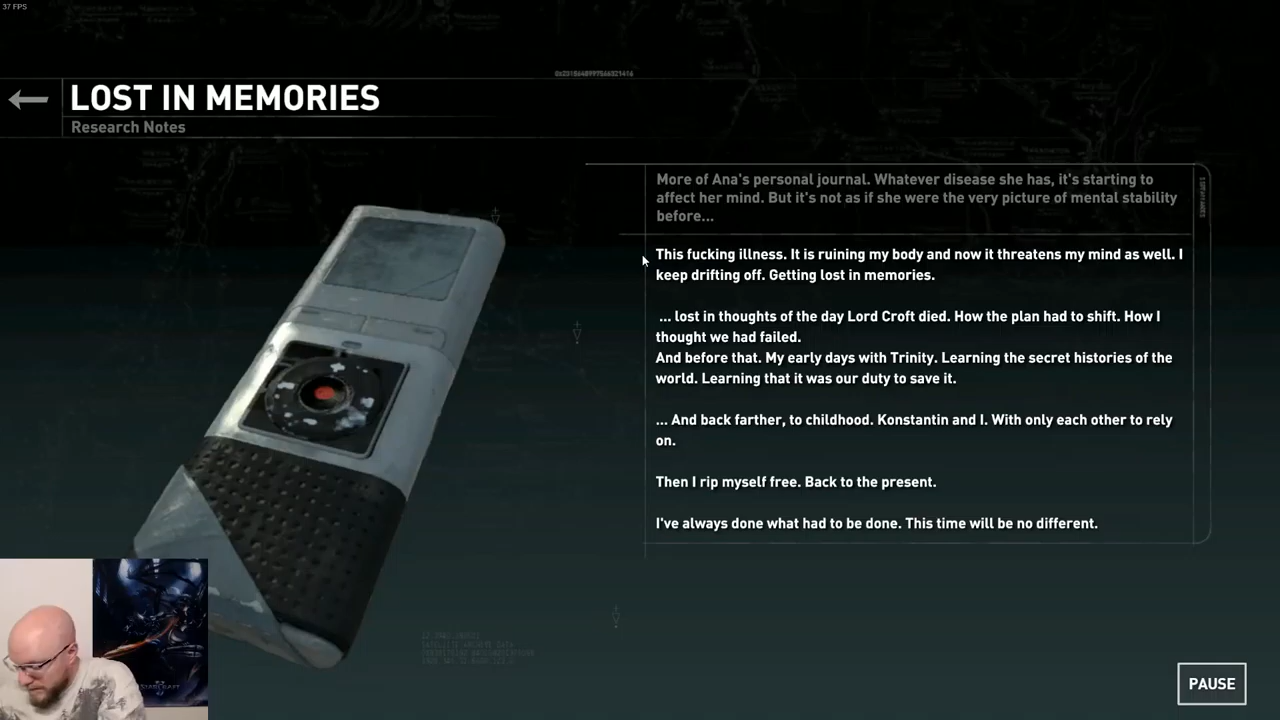 37 FPS
0x2315648997566321416
LOST IN MEMORIES
Research Notes
More of Ana's personal journal. Whatever disease she has, it's starting to
affect her mind. But it's not as if she were the very picture of mental stability
before...
This fucking illness. It is ruining my body and now it threatens my mind as well. I
keep drifting off. Getting lost in memories.
... lost in thoughts of the day Lord Croft died. How the plan had to shift. How I
thought we had failed.
And before that. My early days with Trinity. Learning the secret histories of the
world. Learning that it was our duty to save it.
... And back farther, to childhood. Konstantin and I. With only each other to rely
on.
Then I rip myself free. Back to the present.
I've always done what had to be done. This time will be no different.
STARCRAFT
PAUSE